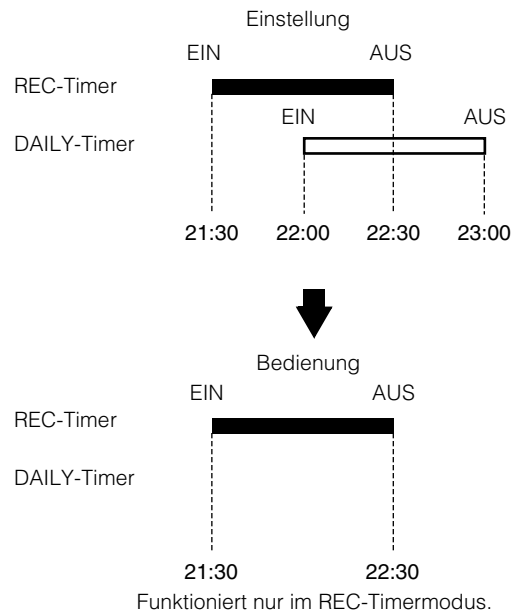 Einstellung
EIN AUS
REC-Timer
EIN AUS
DAILY-Timer
21:30 22:00 22:30 23:00
Bedienung
EIN AUS
REC-Timer
DAILY-Timer
21:30 22:30
Funktioniert nur im REC-Timermodus.